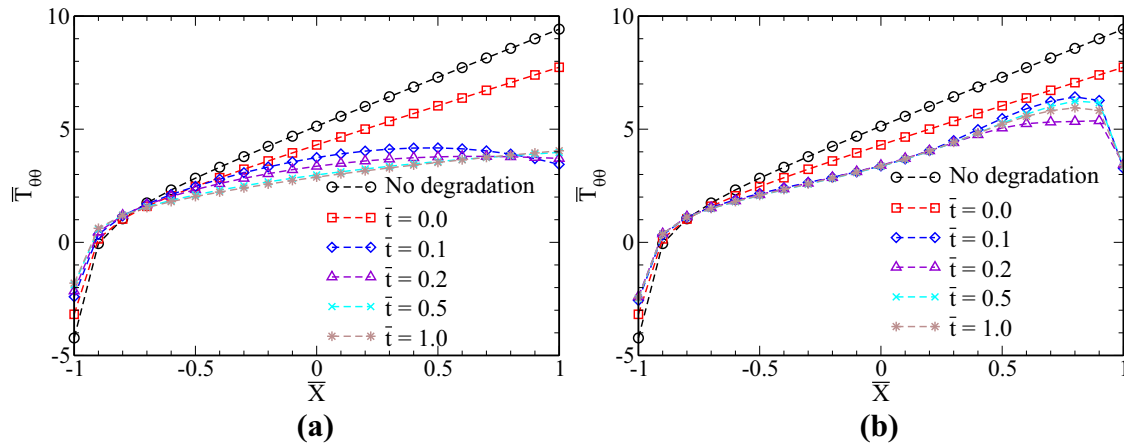 10
5
0
-5
T̅θθ
-1
-0.5
0
0.5
1
X̅
No degradation
t̅ = 0.0
t̅ = 0.1
t̅ = 0.2
t̅ = 0.5
t̅ = 1.0
(a)
10
5
0
-5
T̅θθ
-1
-0.5
0
0.5
1
X̅
No degradation
t̅ = 0.0
t̅ = 0.1
t̅ = 0.2
t̅ = 0.5
t̅ = 1.0
(b)